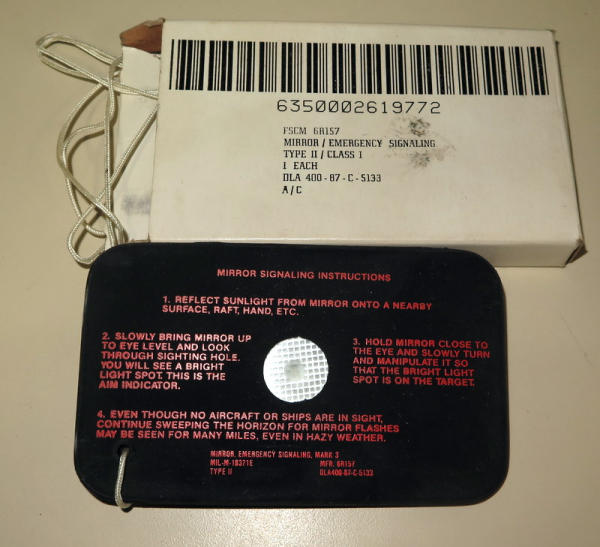 6350002619772
FSCM 6R157
MIRROR/EMERGENCY SIGNALING
TYPE II/CLASS I
1 EACH
DLA 400-87-C-5133
A/C
MIRROR SIGNALING INSTRUCTIONS
1. REFLECT SUNLIGHT FROM MIRROR ONTO A NEARBY
SURFACE, RAFT, HAND, ETC.
2. SLOWLY BRING MIRROR UP
TO EYE LEVEL AND LOOK
THROUGH SIGHTING HOLE.
YOU WILL SEE A BRIGHT
LIGHT SPOT. THIS IS THE
AIM INDICATOR.
3. HOLD MIRROR CLOSE TO
THE EYE AND SLOWLY TURN
AND MANIPULATE IT SO
THAT THE BRIGHT LIGHT
SPOT IS ON THE TARGET.
4. EVEN THOUGH NO AIRCRAFT OR SHIPS ARE IN SIGHT,
CONTINUE SWEEPING THE HORIZON FOR MIRROR FLASHES
MAY BE SEEN FOR MANY MILES, EVEN IN HAZY WEATHER.
MIRROR, EMERGENCY SIGNALING, MARK 3
MIL-M-18371E MFR. 6R157
TYPE II DLA400-87-C-5133